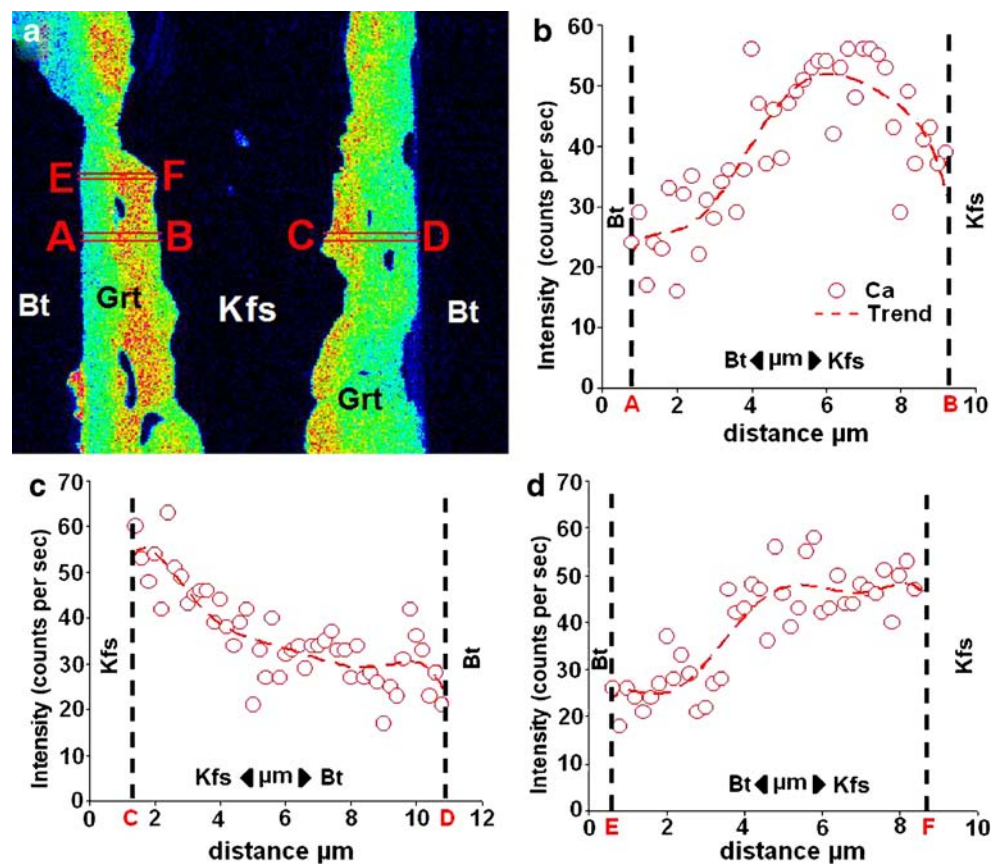 a
E F
A B
C D
Bt Grt Kfs Bt
Grt
b
Intensity (counts per sec)
60
50
40
30
20
10
0
Bt
Kfs
Ca
Trend
Bt ◀ µm ▶ Kfs
0 A 2 4 6 8 B 10
distance µm
c
Intensity (counts per sec)
70
60
50
40
30
20
10
0
Kfs
Bt
Kfs ◀ µm ▶ Bt
0 C 2 4 6 8 10 D 12
distance µm
d
Intensity (counts per sec)
70
60
50
40
30
20
10
0
Bt
Kfs
Bt ◀ µm ▶ Kfs
0 E 2 4 6 8 F 10
distance µm